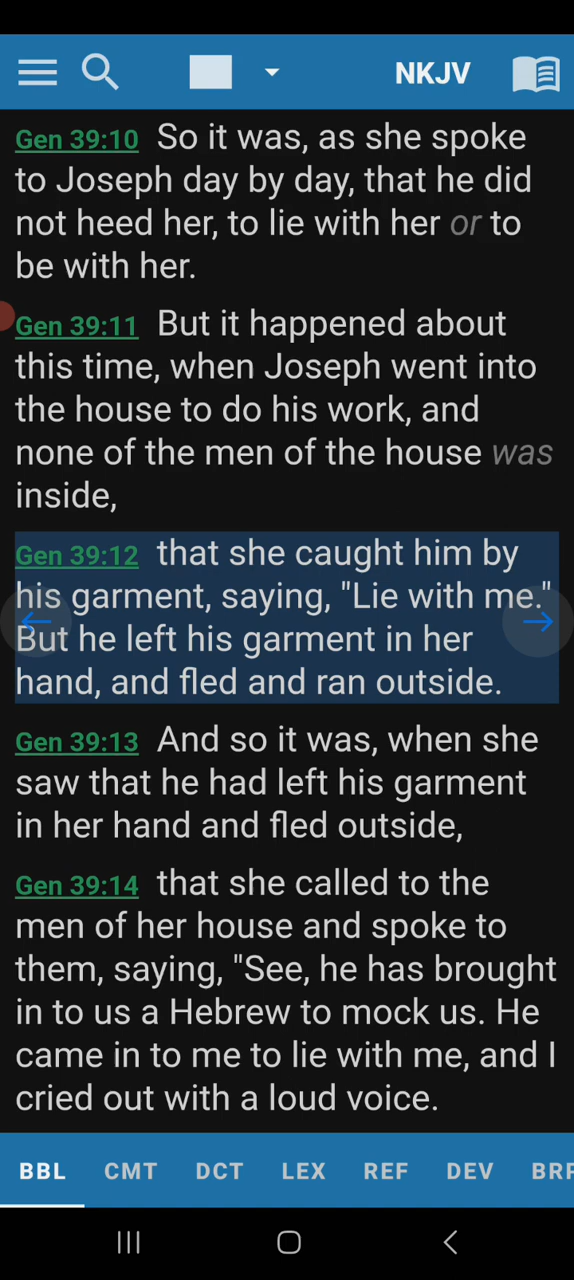 NKJV
Gen 39:10 So it was, as she spoke
to Joseph day by day, that he did
not heed her, to lie with her or to
be with her.
Gen 39:11 But it happened about
this time, when Joseph went into
the house to do his work, and
none of the men of the house was
inside,
Gen 39:12 that she caught him by
his garment, saying, "Lie with me."
But he left his garment in her
hand, and fled and ran outside.
Gen 39:13 And so it was, when she
saw that he had left his garment
in her hand and fled outside,
Gen 39:14 that she called to the
men of her house and spoke to
them, saying, "See, he has brought
in to us a Hebrew to mock us. He
came in to me to lie with me, and I
cried out with a loud voice.
BBL CMT DCT LEX REF DEV BRP